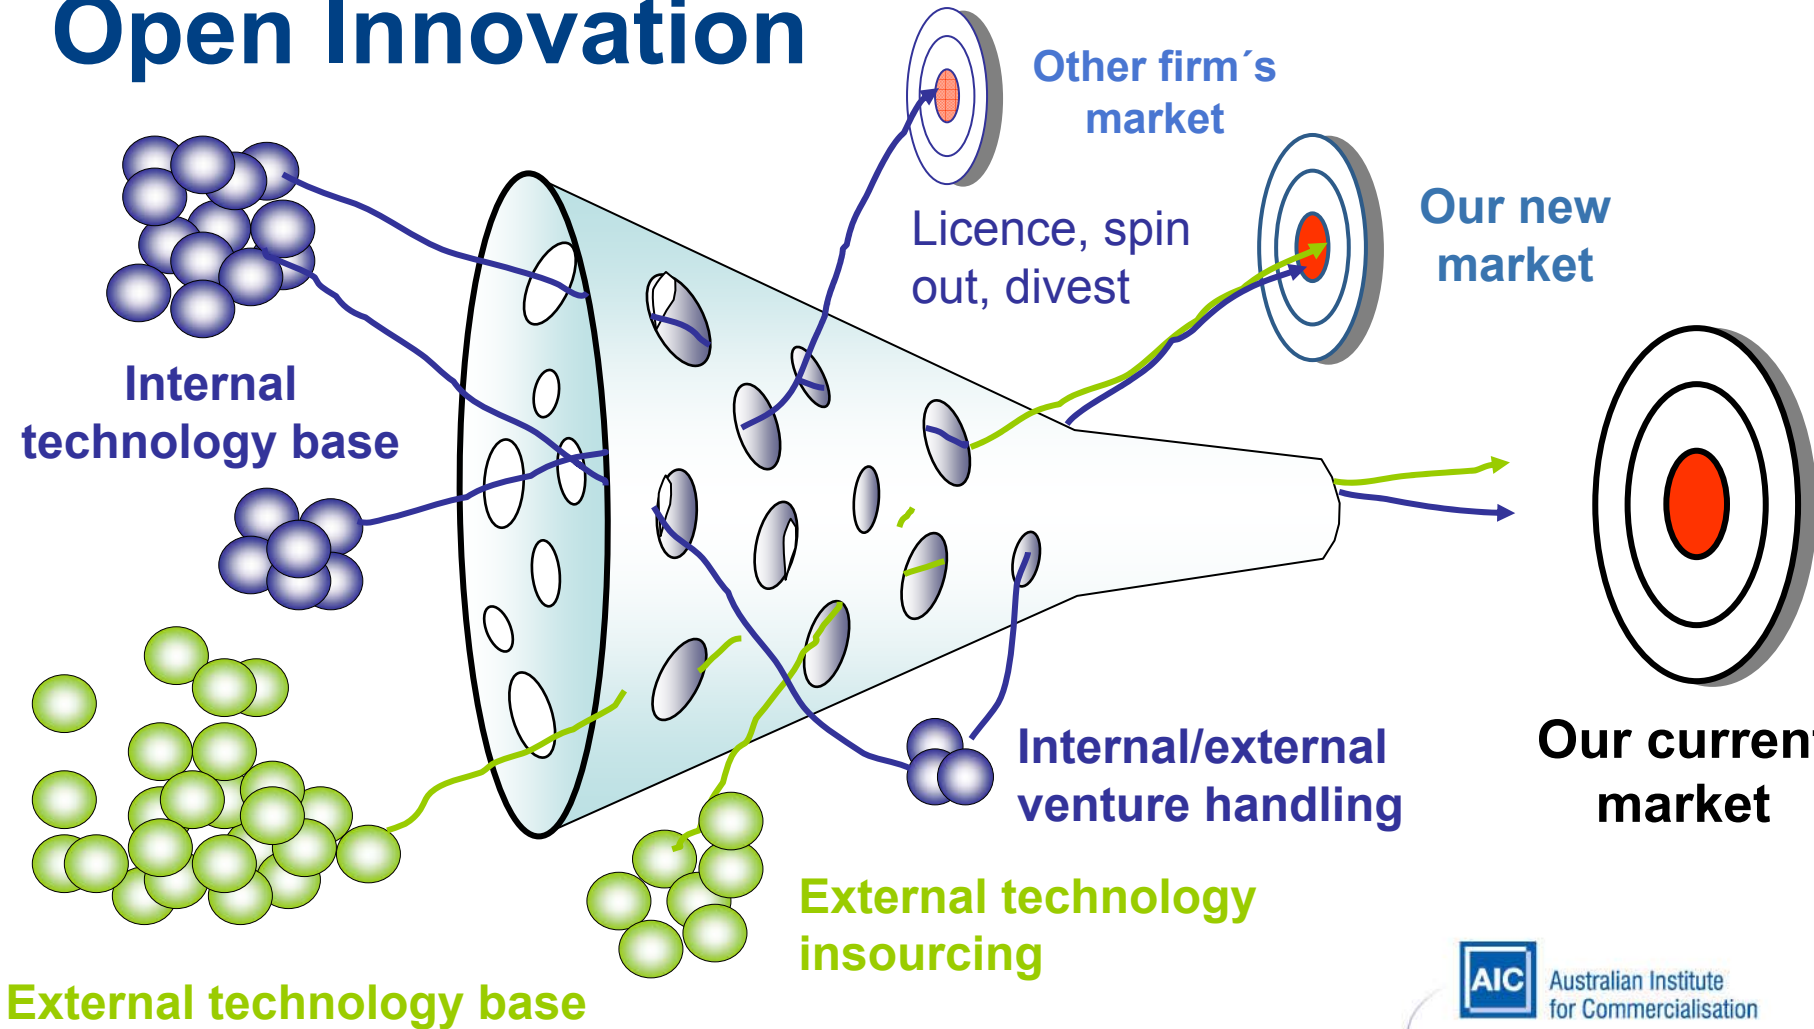 Open Innovation
Other firm´s
market
Our new
market
Licence, spin
out, divest
Internal
technology base
Our current
market
Internal/external
venture handling
External technology
insourcing
External technology base
AIC
Australian Institute
for Commercialisation